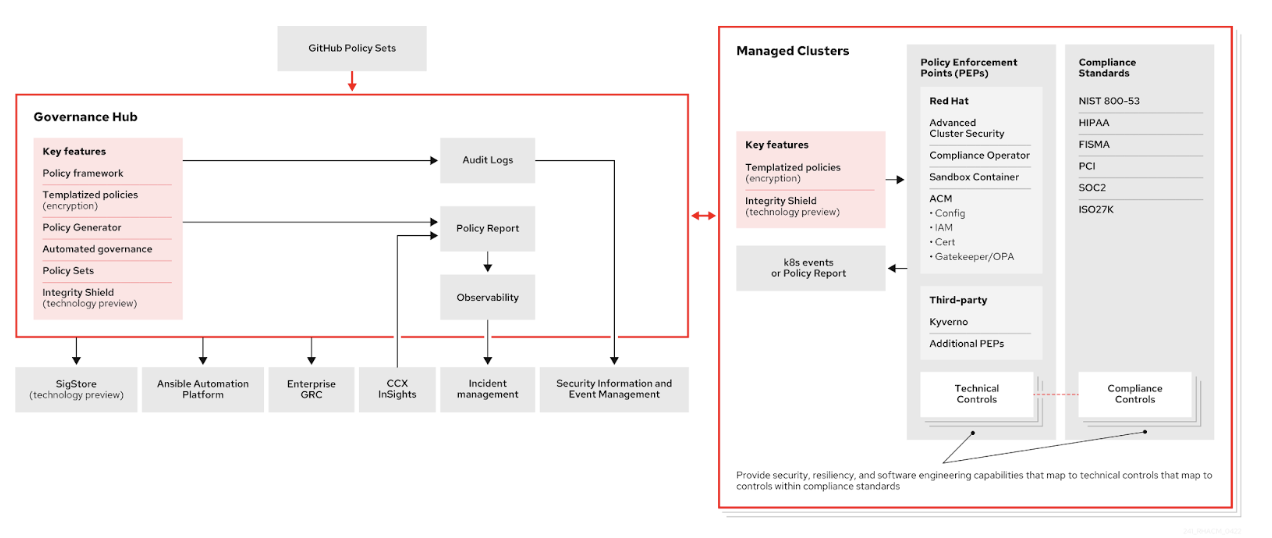 GitHub Policy Sets
Governance Hub
Key features
Policy framework
Templatized policies
(encryption)
Policy Generator
Automated governance
Policy Sets
Integrity Shield
(technology preview)
Audit Logs
Policy Report
Observability
SigStore
(technology preview)
Ansible Automation
Platform
Enterprise
GRC
CCX
InSights
Incident
management
Security Information and
Event Management
Managed Clusters
Key features
Templatized policies
(encryption)
Integrity Shield
(technology preview)
k8s events
or Policy Report
Policy Enforcement
Points (PEPs)
Red Hat
Advanced
Cluster Security
Compliance Operator
Sandbox Container
ACM
• Config
• IAM
• Cert
• Gatekeeper/OPA
Third-party
Kyverno
Additional PEPs
Technical
Controls
Compliance
Standards
NIST 800-53
HIPAA
FISMA
PCI
SOC2
ISO27K
Compliance
Controls
Provide security, resiliency, and software engineering capabilities that map to technical controls that map to
controls within compliance standards